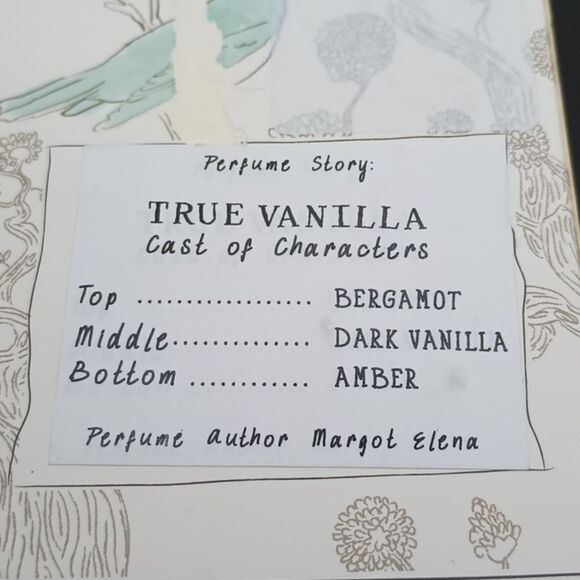 Perfume Story:
TRUE VANILLA
Cast of Characters
Top .................. BERGAMOT
Middle.............. DARK VANILLA
Bottom ............ AMBER
Perfume author Margot Elena